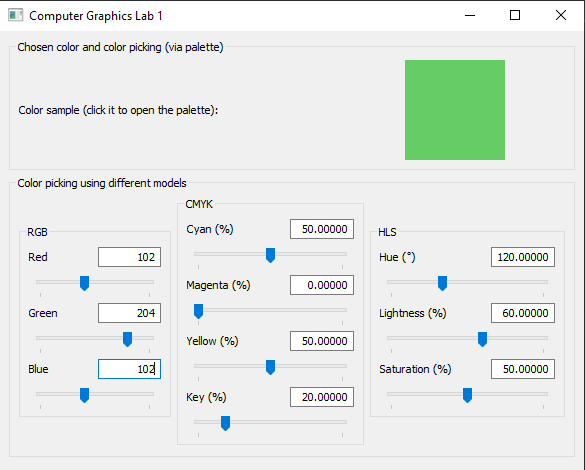 Computer Graphics Lab 1
Chosen color and color picking (via palette)
Color sample (click it to open the palette):
Color picking using different models
RGB
Red 102
Green 204
Blue 102
CMYK
Cyan (%) 50.00000
Magenta (%) 0.00000
Yellow (%) 50.00000
Key (%) 20.00000
HLS
Hue (°) 120.00000
Lightness (%) 60.00000
Saturation (%) 50.00000